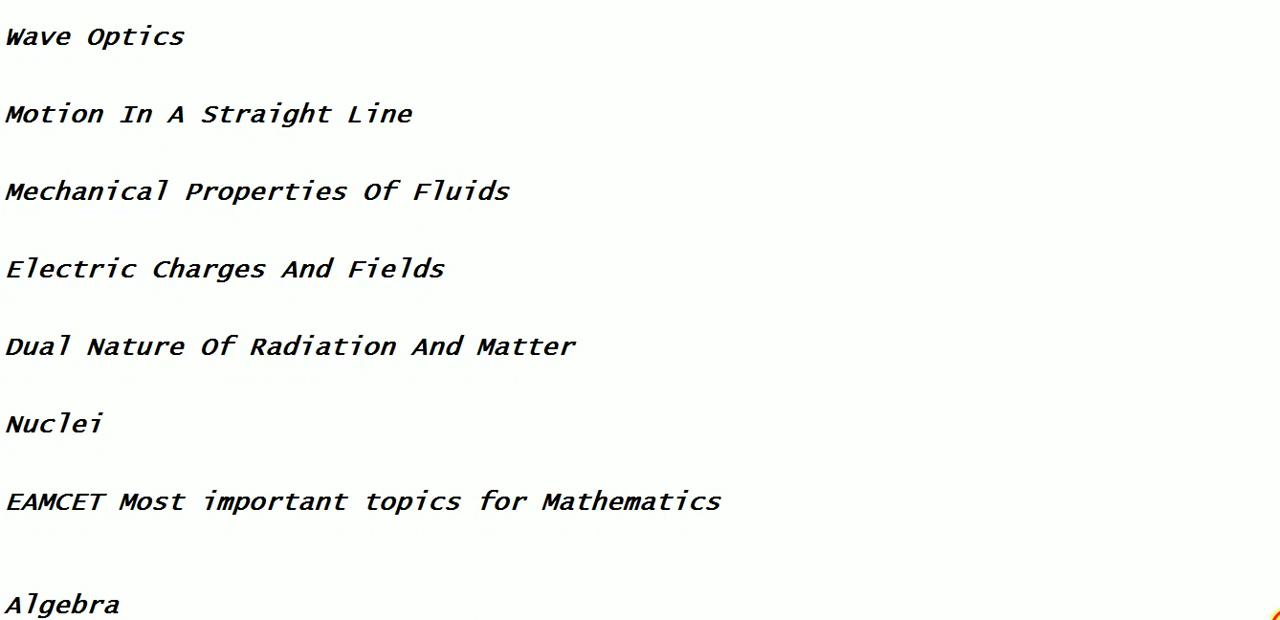 Wave Optics
Motion In A Straight Line
Mechanical Properties Of Fluids
Electric Charges And Fields
Dual Nature Of Radiation And Matter
Nuclei
EAMCET Most important topics for Mathematics
Algebra